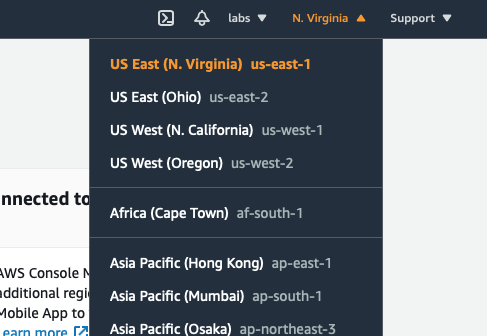 labs ▼ N. Virginia ▲ Support ▼
US East (N. Virginia) us-east-1
US East (Ohio) us-east-2
US West (N. California) us-west-1
US West (Oregon) us-west-2
nnected to
Africa (Cape Town) af-south-1
Asia Pacific (Hong Kong) ap-east-1
AWS Console M
additional regi
Asia Pacific (Mumbai) ap-south-1
Mobile App to
earn more
Asia Pacific (Osaka) ap-northeast-3